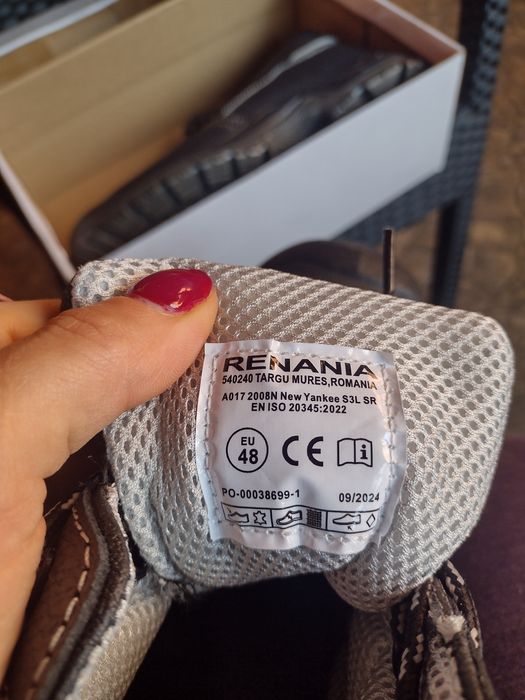 RENANIA
540240 TARGU MURES,ROMANIA
A017 2008N New Yankee S3L SR
EN ISO 20345:2022
EU
48
CE
i
PO-00038699-1
09/2024